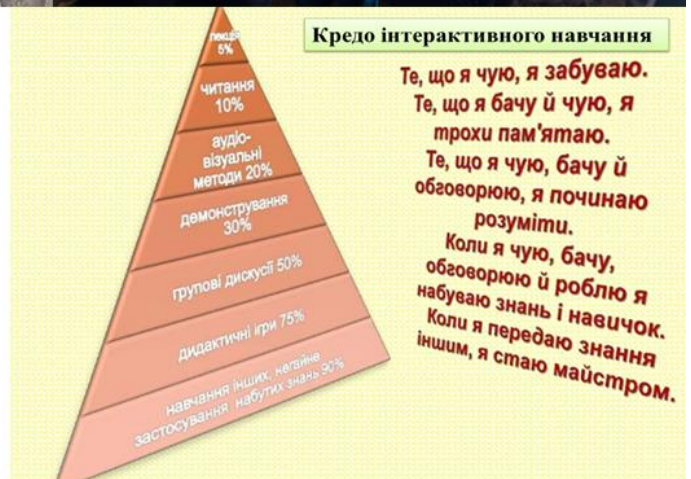 Кредо інтерактивного навчання
лекція
5%
читання
10%
аудіо-
візуальні
методи 20%
демонстрування
30%
групові дискусії 50%
дидактичні ігри 75%
навчання інших, негайне
застосування набутих знань 90%
Те, що я чую, я забуваю.
Те, що я бачу й чую, я
трохи пам'ятаю.
Те, що я чую, бачу й
обговорюю, я починаю
розуміти.
Коли я чую, бачу,
обговорюю й роблю я
набуваю знань і навичок.
Коли я передаю знання
іншим, я стаю майстром.